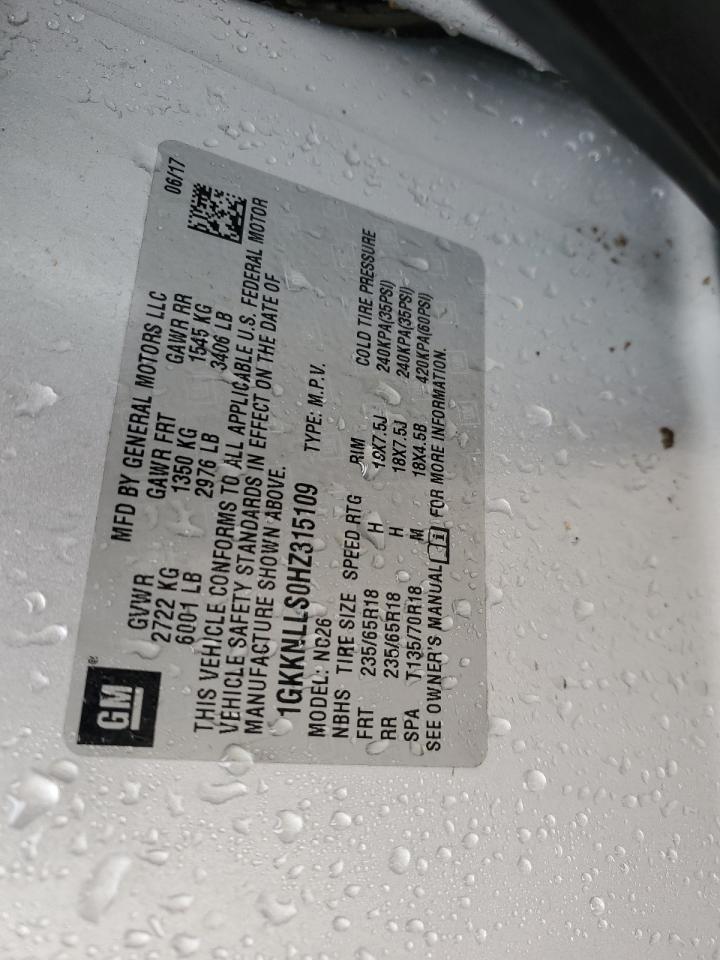 GM ®
MFD BY GENERAL MOTORS LLC 06/17
GVWR GAWR FRT GAWR RR
2722 KG 1350 KG 1545 KG
6001 LB 2976 LB 3406 LB
THIS VEHICLE CONFORMS TO ALL APPLICABLE U.S. FEDERAL MOTOR
VEHICLE SAFETY STANDARDS IN EFFECT ON THE DATE OF
MANUFACTURE SHOWN ABOVE.
1GKKNLLS0HZ315109 TYPE: M.P.V.
MODEL: NC26
NBHS TIRE SIZE SPEED RTG RIM COLD TIRE PRESSURE
FRT 235/65R18 H 18X7.5J 240KPA(35PSI)
RR 235/65R18 H 18X7.5J 240KPA(35PSI)
SPA T135/70R18 M 18X4.5B 420KPA(60PSI)
SEE OWNER'S MANUAL i FOR MORE INFORMATION.